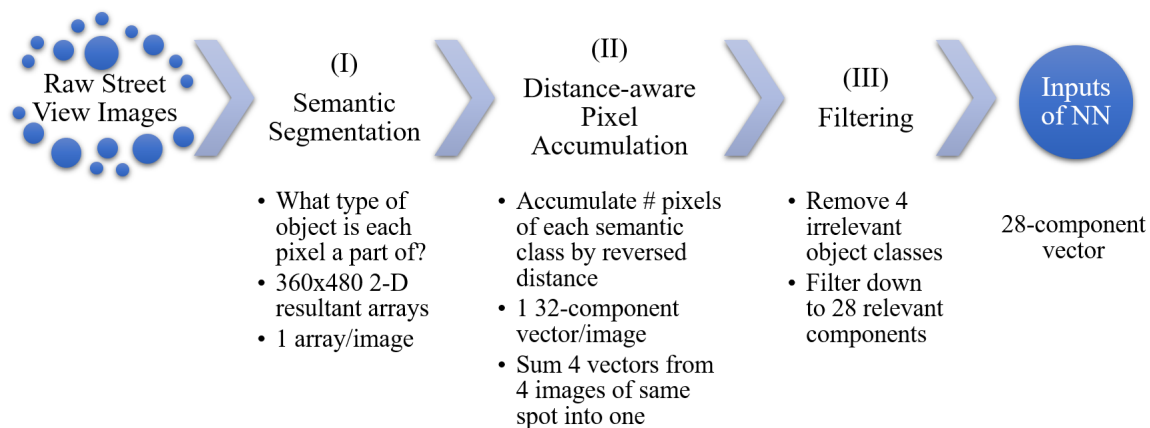 Raw Street
View Images
(I)
Semantic
Segmentation
(II)
Distance-aware
Pixel
Accumulation
(III)
Filtering
Inputs
of NN
• What type of
object is each
pixel a part of?
• 360x480 2-D
resultant arrays
• 1 array/image
• Accumulate # pixels
of each semantic
class by reversed
distance
• 1 32-component
vector/image
• Sum 4 vectors from
4 images of same
spot into one
• Remove 4
irrelevant
object classes
• Filter down
to 28 relevant
components
28-component
vector